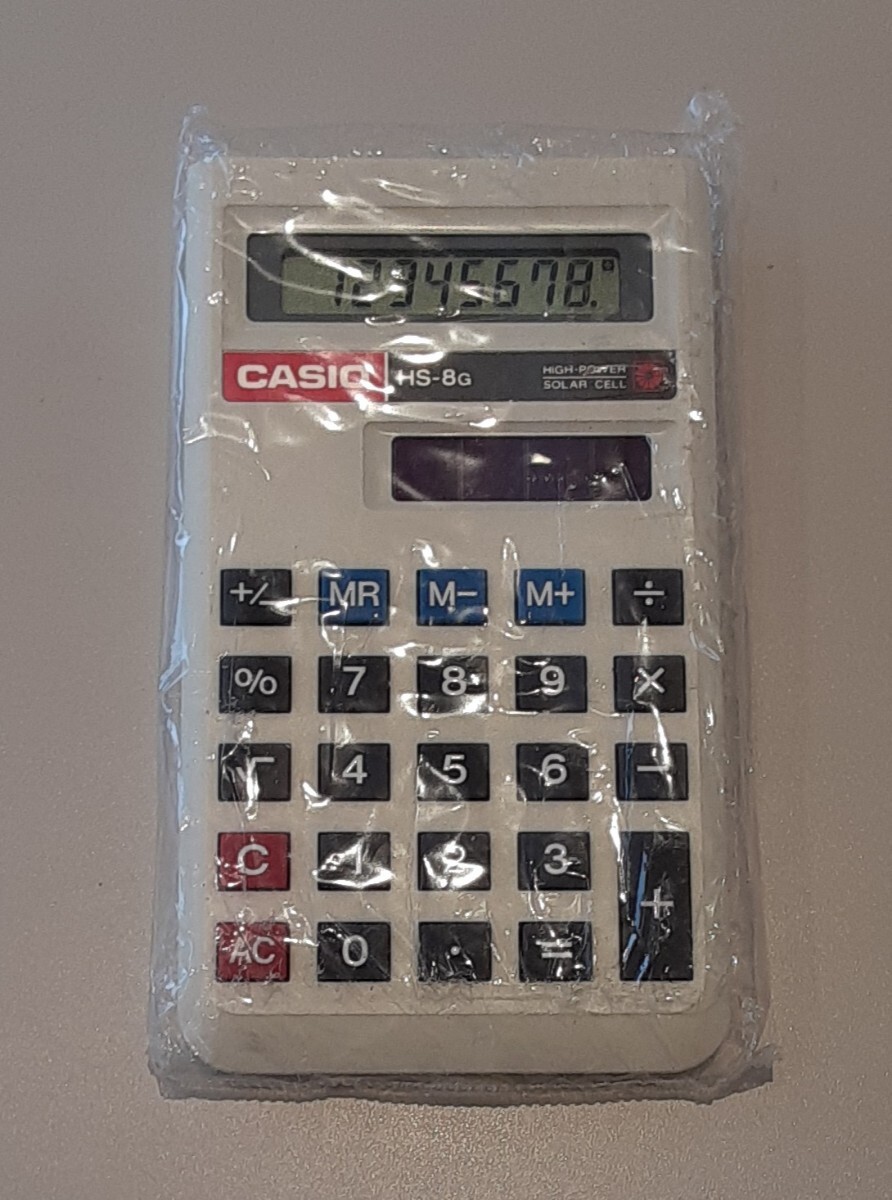 12345678.
CASIO HS-8G HIGH-POWER
SOLAR CELL
+/− MR M− M+ ÷
% 7 8 9 ×
√ 4 5 6 −
C 1 2 3
+
AC 0 . =